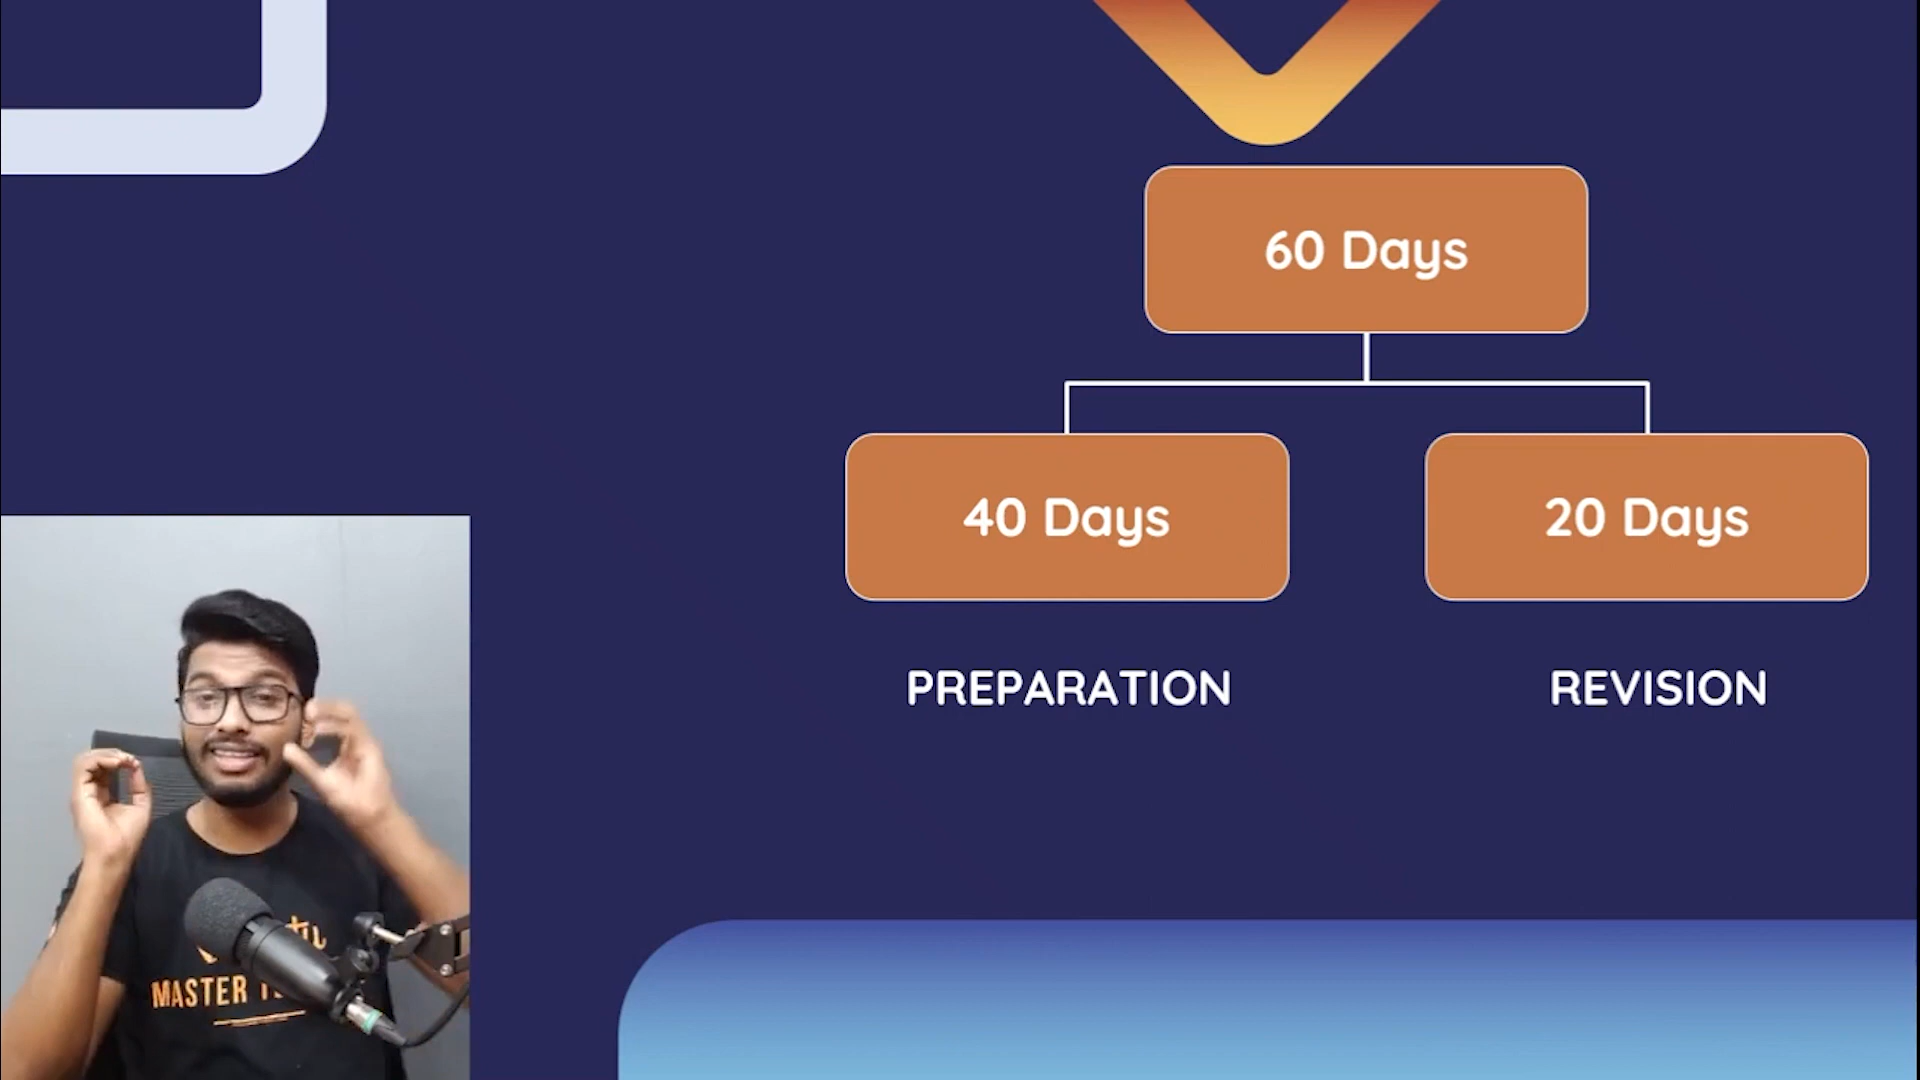 60 Days
40 Days
20 Days
PREPARATION
REVISION
MASTER